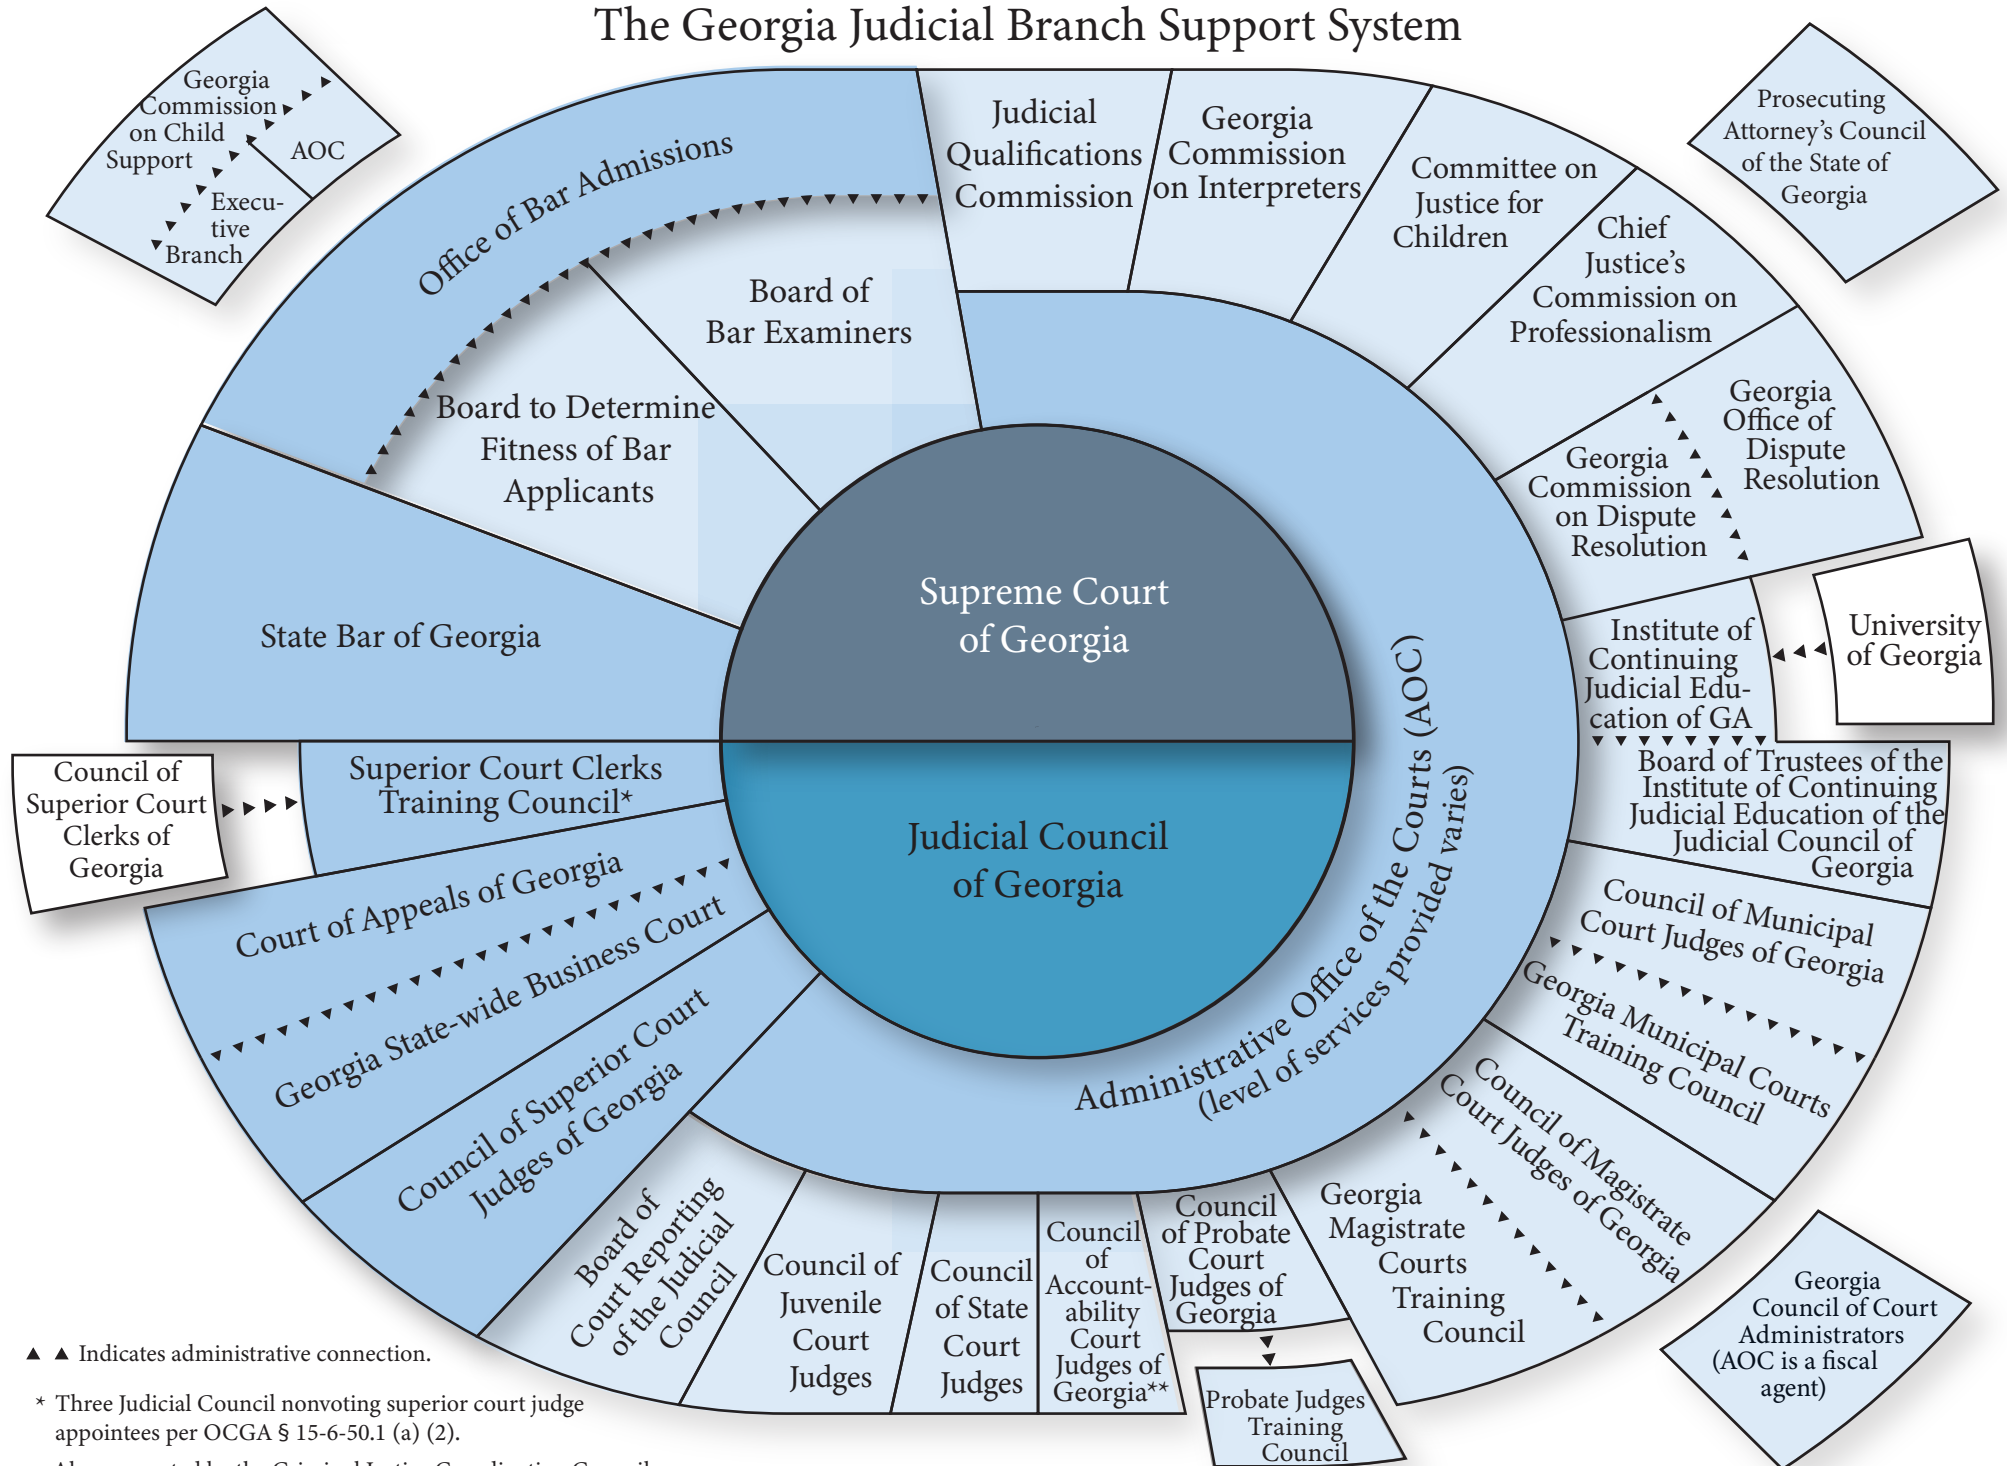 The Georgia Judicial Branch Support System
Georgia
Commission
on Child
Support
AOC
Execu-
tive
Branch
Office of Bar Admissions
Board of
Bar Examiners
Board to Determine
Fitness of Bar
Applicants
State Bar of Georgia
Judicial
Qualifications
Commission
Georgia
Commission
on Interpreters
Committee on
Justice for
Children
Chief
Justice's
Commission on
Professionalism
Georgia
Office of
Dispute
Resolution
Georgia
Commission
on Dispute
Resolution
Prosecuting
Attorney's Council
of the State of
Georgia
Supreme Court
of Georgia
Judicial Council
of Georgia
Administrative Office of the Courts (AOC)
(level of services provided varies)
Institute of
Continuing
Judicial Edu-
cation of GA
University
of Georgia
Board of Trustees of the
Institute of Continuing
Judicial Education of the
Judicial Council of
Georgia
Council of Municipal
Court Judges of Georgia
Georgia Municipal Courts
Training Council
Council of Magistrate
Court Judges of Georgia
Georgia
Magistrate
Courts
Training
Council
Georgia
Council of Court
Administrators
(AOC is a fiscal
agent)
Council
of Probate
Court
Judges of
Georgia
Probate Judges
Training
Council
Council
of
Account-
ability
Court
Judges of
Georgia**
Council
of State
Court
Judges
Council of
Juvenile
Court
Judges
Board of
Court Reporting
of the Judicial
Council
Council of Superior Court
Judges of Georgia
Georgia State-wide Business Court
Court of Appeals of Georgia
Superior Court Clerks
Training Council*
Council of
Superior Court
Clerks of
Georgia
▲ ▲ Indicates administrative connection.
* Three Judicial Council nonvoting superior court judge
appointees per OCGA § 15-6-50.1 (a) (2).